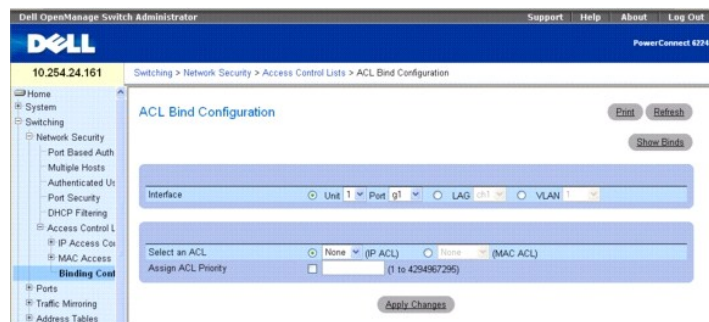 Dell OpenManage Switch Administrator
Support Help About Log Out
DELL
PowerConnect 6224
10.254.24.161
Switching > Network Security > Access Control Lists > ACL Bind Configuration
Home
System
Switching
Network Security
Port Based Auth
Multiple Hosts
Authenticated Us
Port Security
DHCP Filtering
Access Control L
IP Access Con
MAC Access
Binding Conf
Ports
Traffic Mirroring
Address Tables
ACL Bind Configuration
Print Refresh
Show Binds
Interface Unit 1 Port g1 LAG ch1 VLAN 1
Select an ACL None (IP ACL) None (MAC ACL)
Assign ACL Priority (1 to 4294967295)
Apply Changes